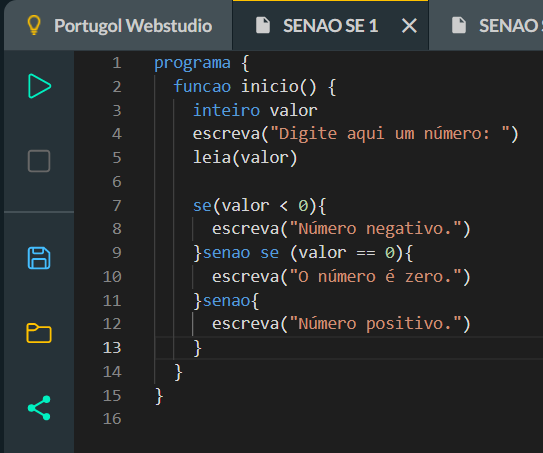 Portugol Webstudio
SENAO SE 1
SENAO
1 programa {
2   funcao inicio() {
3     inteiro valor
4     escreva("Digite aqui um número: ")
5     leia(valor)
6
7     se(valor < 0){
8       escreva("Número negativo.")
9     }senao se (valor == 0){
10       escreva("O número é zero.")
11     }senao{
12       escreva("Número positivo.")
13     }
14   }
15 }
16